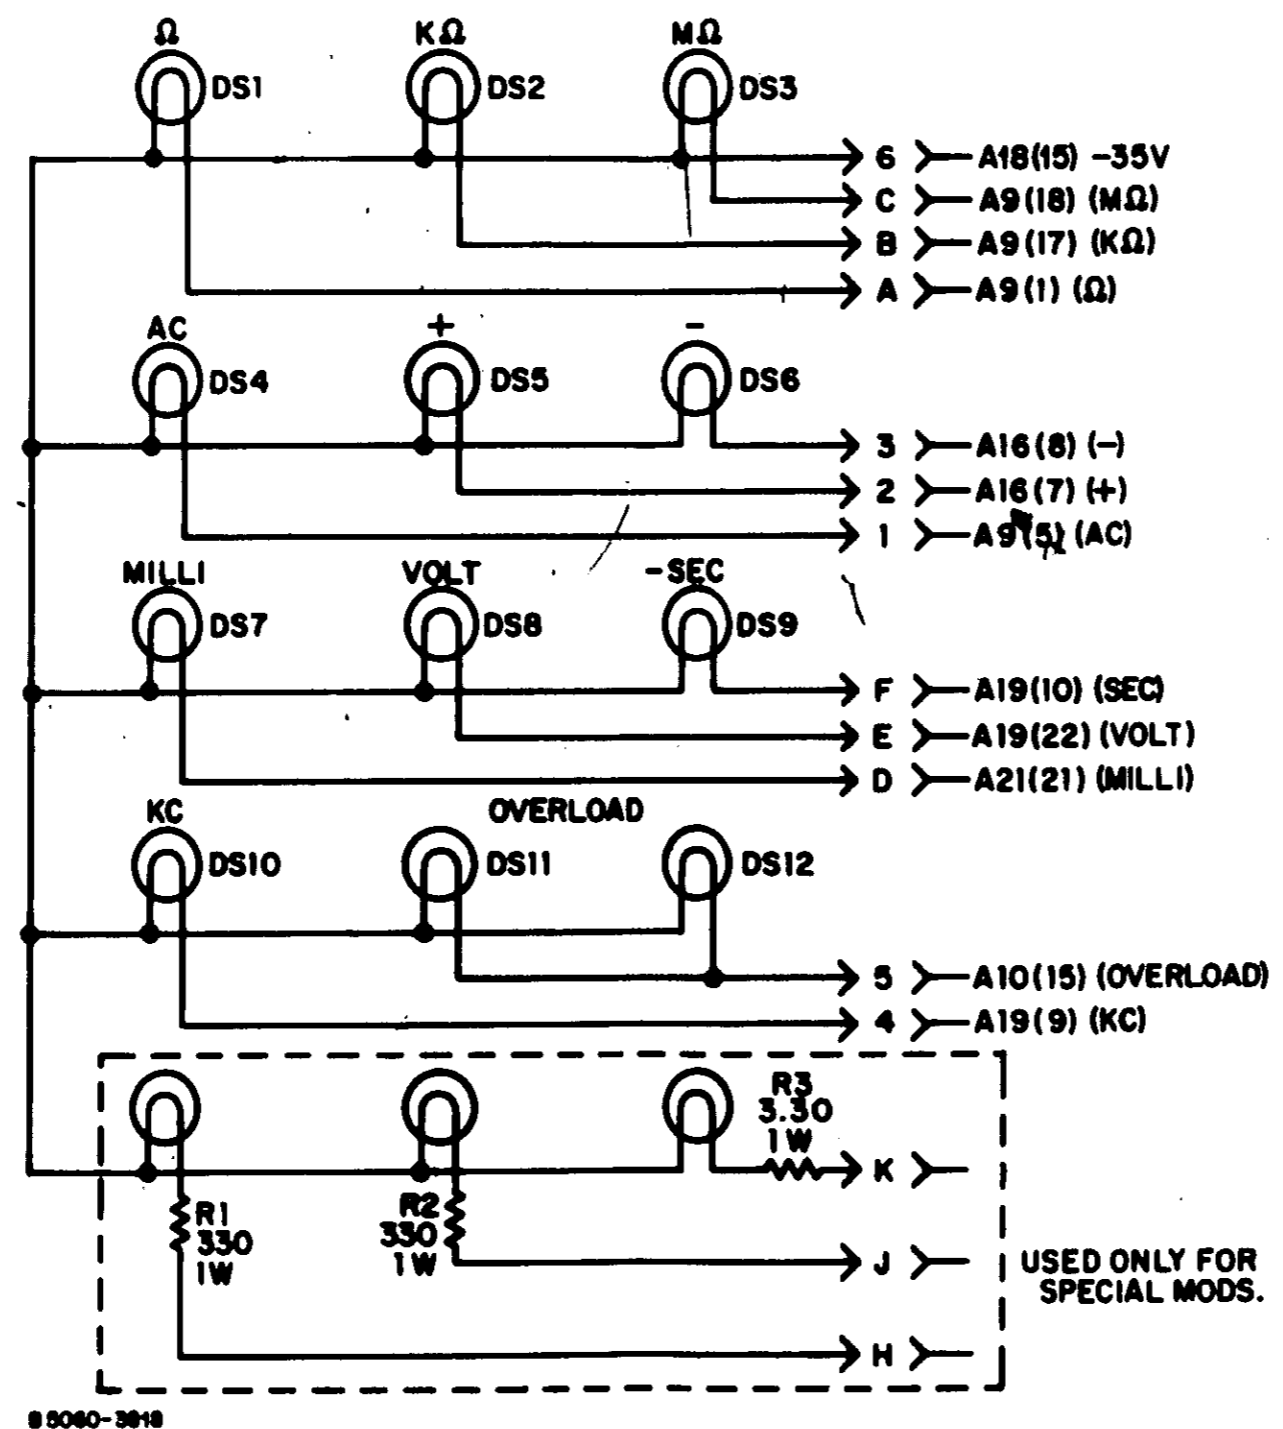 Ω KΩ MΩ
DS1 DS2 DS3
6 A18(15) -35V
C A9(18) (MΩ)
B A9(17) (KΩ)
A A9(1) (Ω)
AC + -
DS4 DS5 DS6
3 A16(8) (-)
2 A16(7) (+)
1 A9(5) (AC)
MILLI VOLT -SEC
DS7 DS8 DS9
F A19(10) (SEC)
E A19(22) (VOLT)
D A21(21) (MILLI)
KC OVERLOAD
DS10 DS11 DS12
5 A10(15) (OVERLOAD)
4 A19(9) (KC)
R3
3.30
1W
K
R1
330
1W
R2
330
1W
J
H
USED ONLY FOR
SPECIAL MODS.